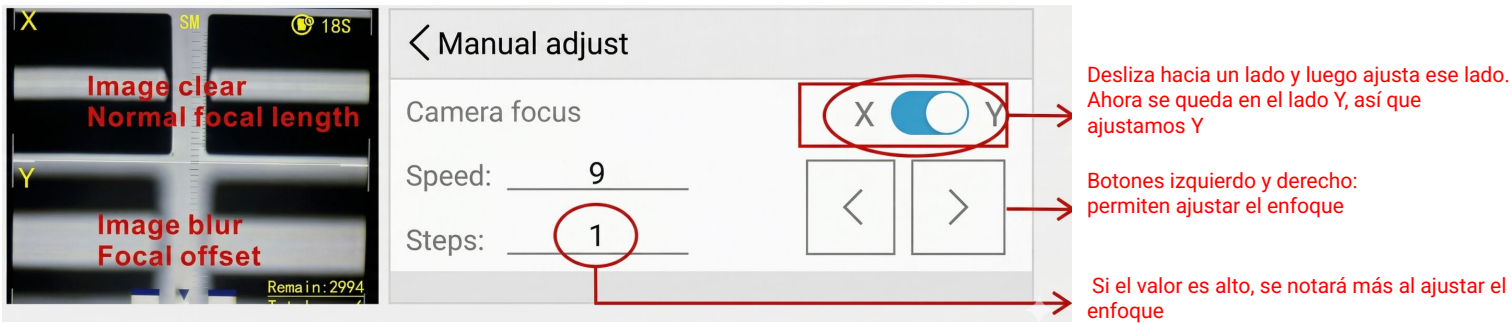 X
SM
18S
Image clear
Normal focal length
Y
Image blur
Focal offset
Remain:2994
Manual adjust
Camera focus
X
Y
Speed: 9
Steps: 1
Desliza hacia un lado y luego ajusta ese lado.
Ahora se queda en el lado Y, así que
ajustamos Y
Botones izquierdo y derecho:
permiten ajustar el enfoque
Si el valor es alto, se notará más al ajustar el
enfoque